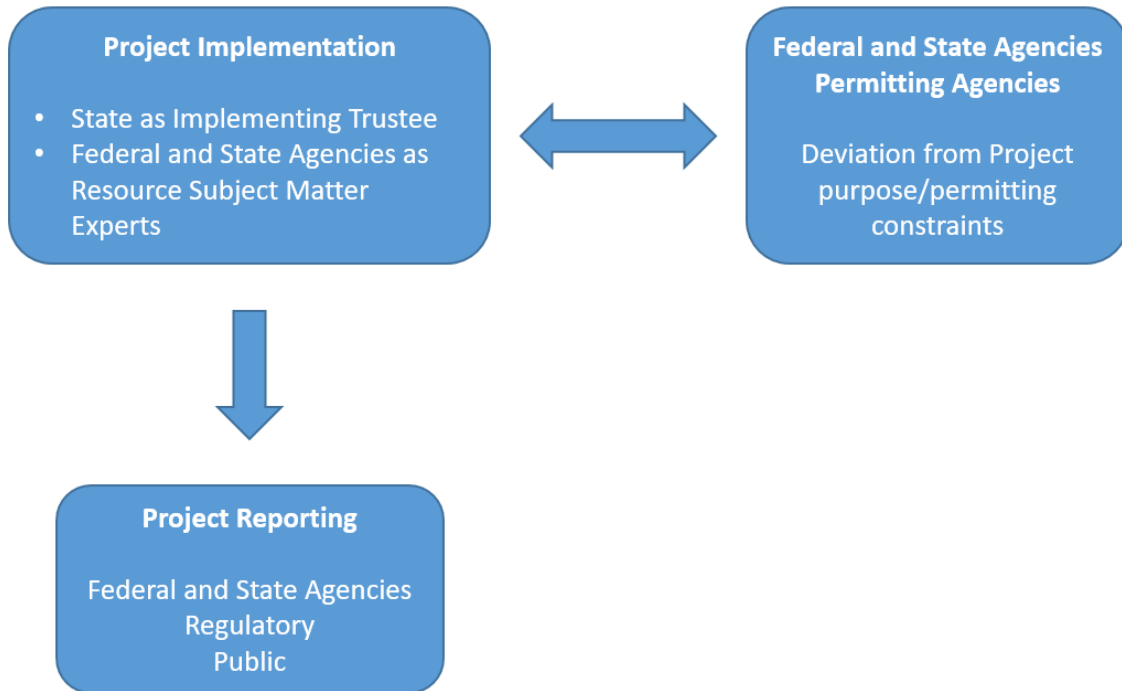 Project Implementation
• State as Implementing Trustee
• Federal and State Agencies as
Resource Subject Matter
Experts
Federal and State Agencies
Permitting Agencies
Deviation from Project
purpose/permitting
constraints
Project Reporting
Federal and State Agencies
Regulatory
Public